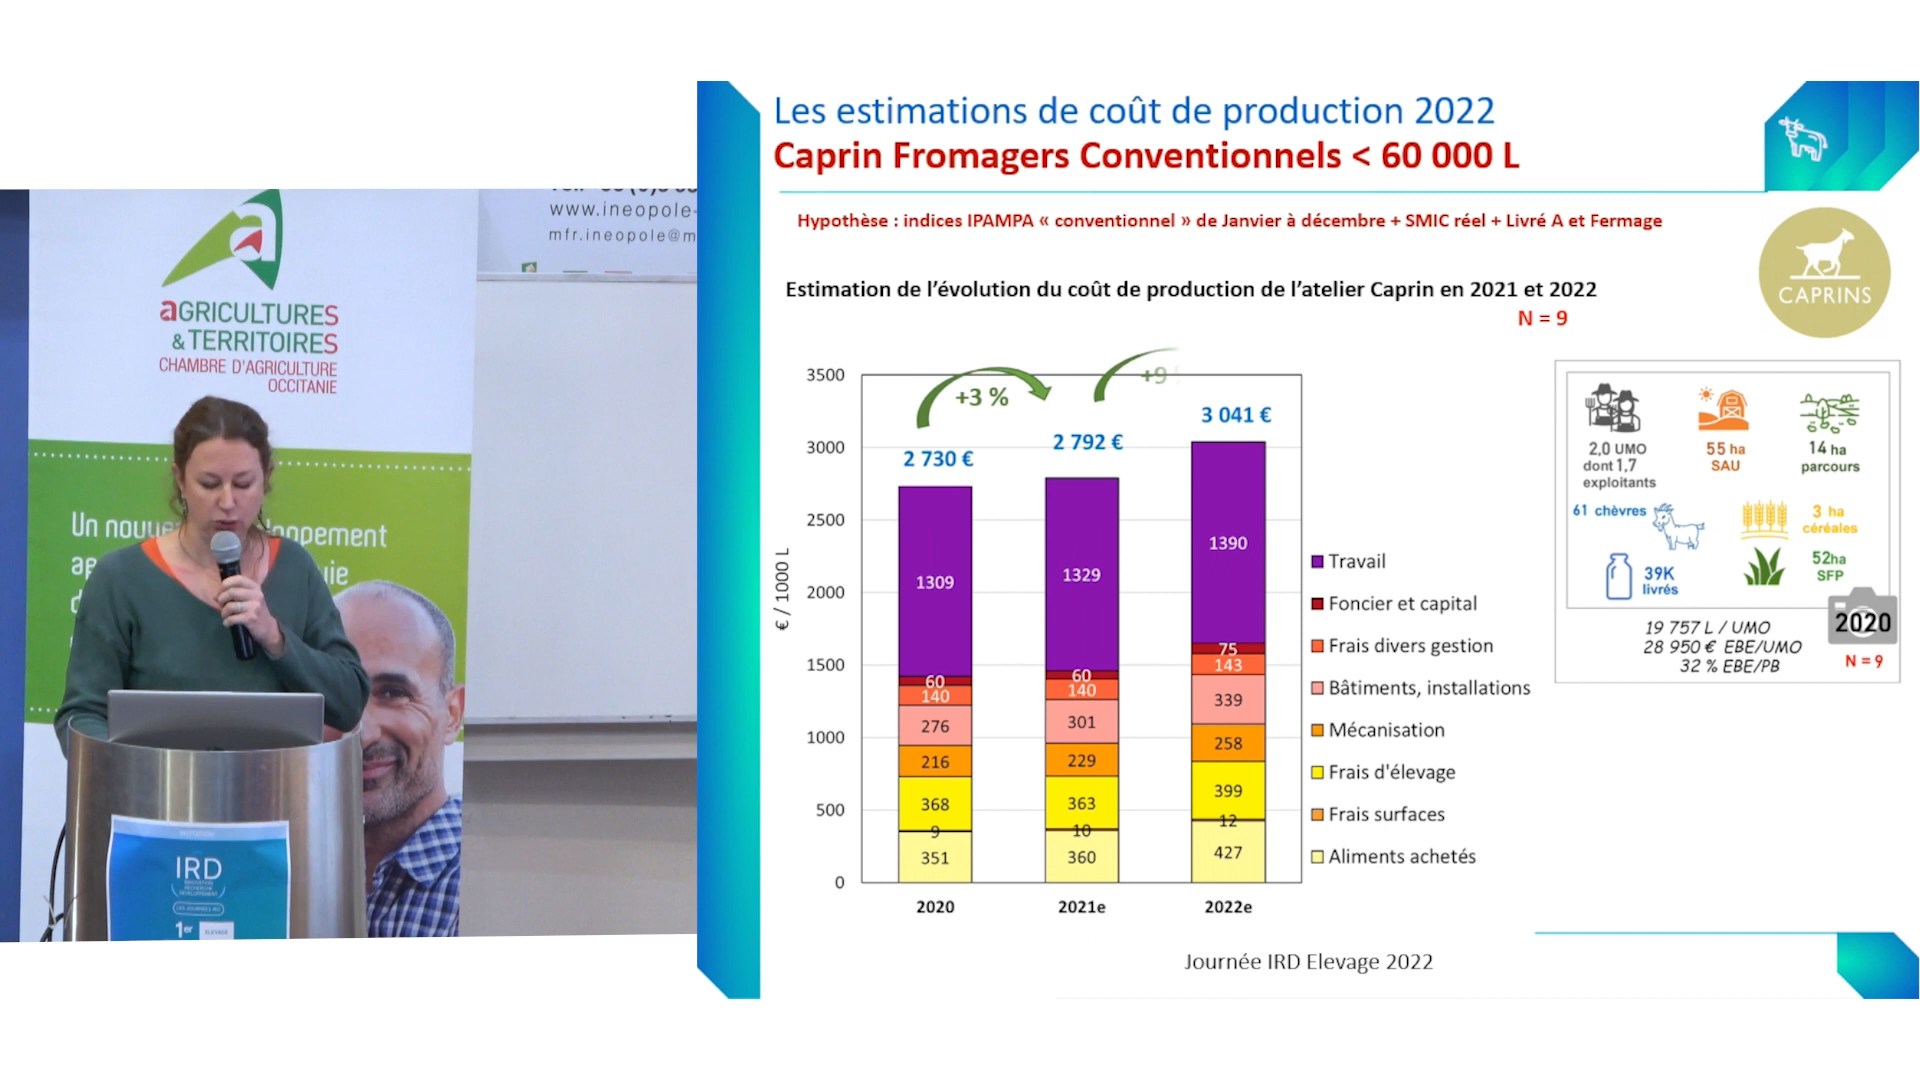 www.ineopole-
mfr.ineopole@m
a
AGRICULTURES
& TERRITOIRES
CHAMBRE D'AGRICULTURE
OCCITANIE
Un
IRD
INNOVATION
RECHERCHE
DÉVELOPPEMENT
1er
ELEVAGE
Les estimations de coût de production 2022
Caprin Fromagers Conventionnels < 60 000 L
Hypothèse : indices IPAMPA « conventionnel » de Janvier à décembre + SMIC réel + Livré A et Fermage
CAPRINS
Estimation de l'évolution du coût de production de l'atelier Caprin en 2021 et 2022
N = 9
€ / 1000 L
3500
3000
2500
2000
1500
1000
500
0
+3 %
+9
2 730 €
2 792 €
3 041 €
1309
60
140
276
216
368
9
351
1329
60
140
301
229
363
10
360
1390
75
143
339
258
399
12
427
2020
2021e
2022e
Travail
Foncier et capital
Frais divers gestion
Bâtiments, installations
Mécanisation
Frais d'élevage
Frais surfaces
Aliments achetés
2,0 UMO
dont 1,7
exploitants
55 ha
SAU
14 ha
parcours
61 chèvres
3 ha
céréales
39K
livrés
52ha
SFP
2020
19 757 L / UMO
28 950 € EBE/UMO
32 % EBE/PB
N = 9
Journée IRD Elevage 2022